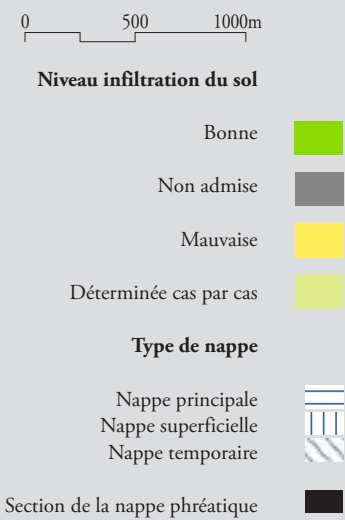 0 500 1000m
Niveau infiltration du sol
Bonne
Non admise
Mauvaise
Déterminée cas par cas
Type de nappe
Nappe principale
Nappe superficielle
Nappe temporaire
Section de la nappe phréatique